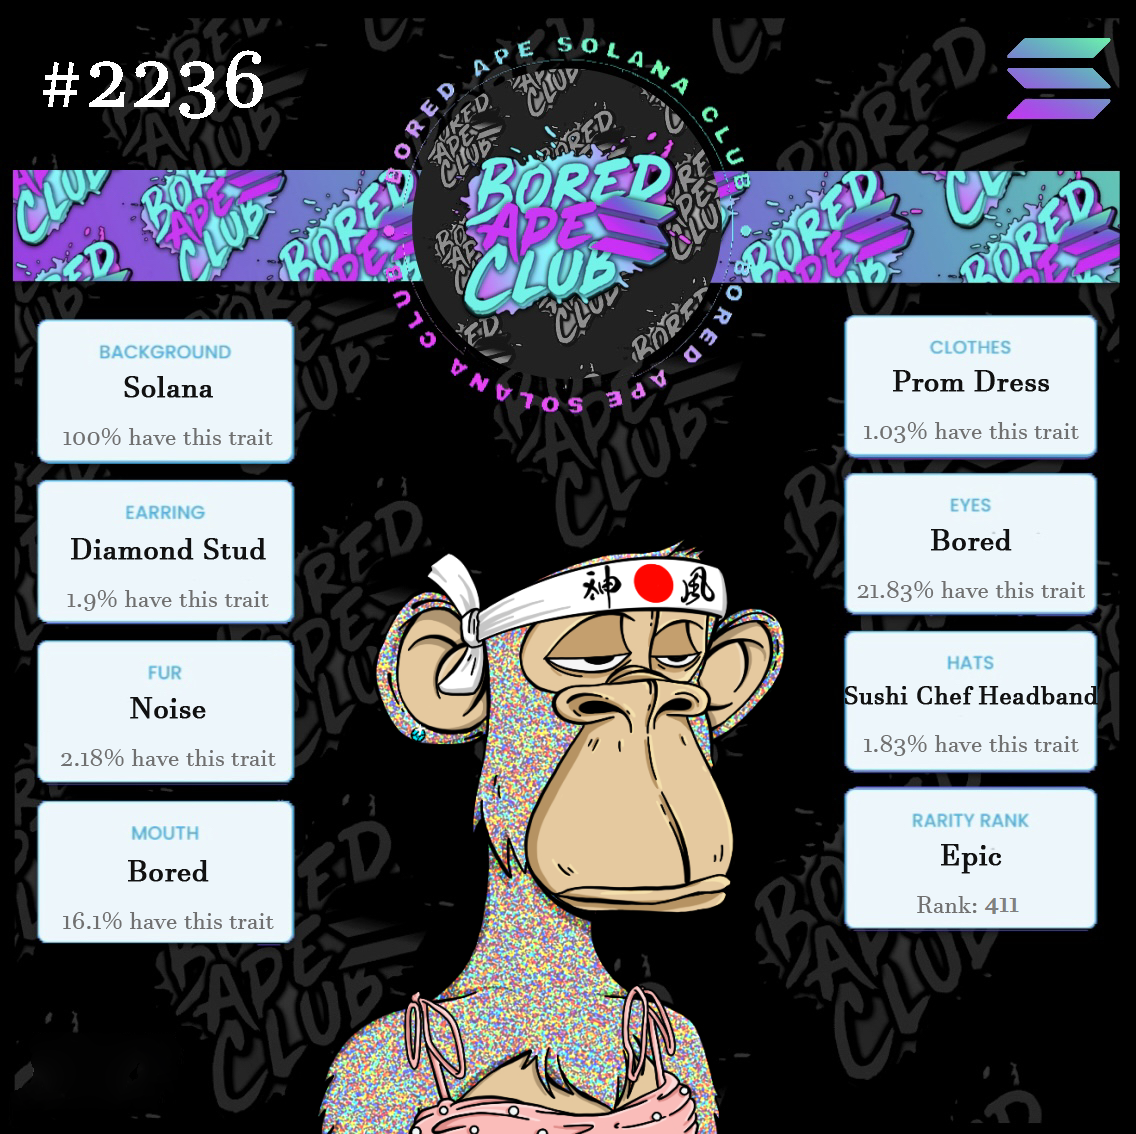 #2236
BORED APE SOLANA CLUB
BORED APE SOLANA CLUB
BORED
APE
CLUB
BACKGROUND
Solana
100% have this trait
EARRING
Diamond Stud
1.9% have this trait
FUR
Noise
2.18% have this trait
MOUTH
Bored
16.1% have this trait
CLOTHES
Prom Dress
1.03% have this trait
EYES
Bored
21.83% have this trait
HATS
Sushi Chef Headband
1.83% have this trait
RARITY RANK
Epic
Rank: 411
神 風